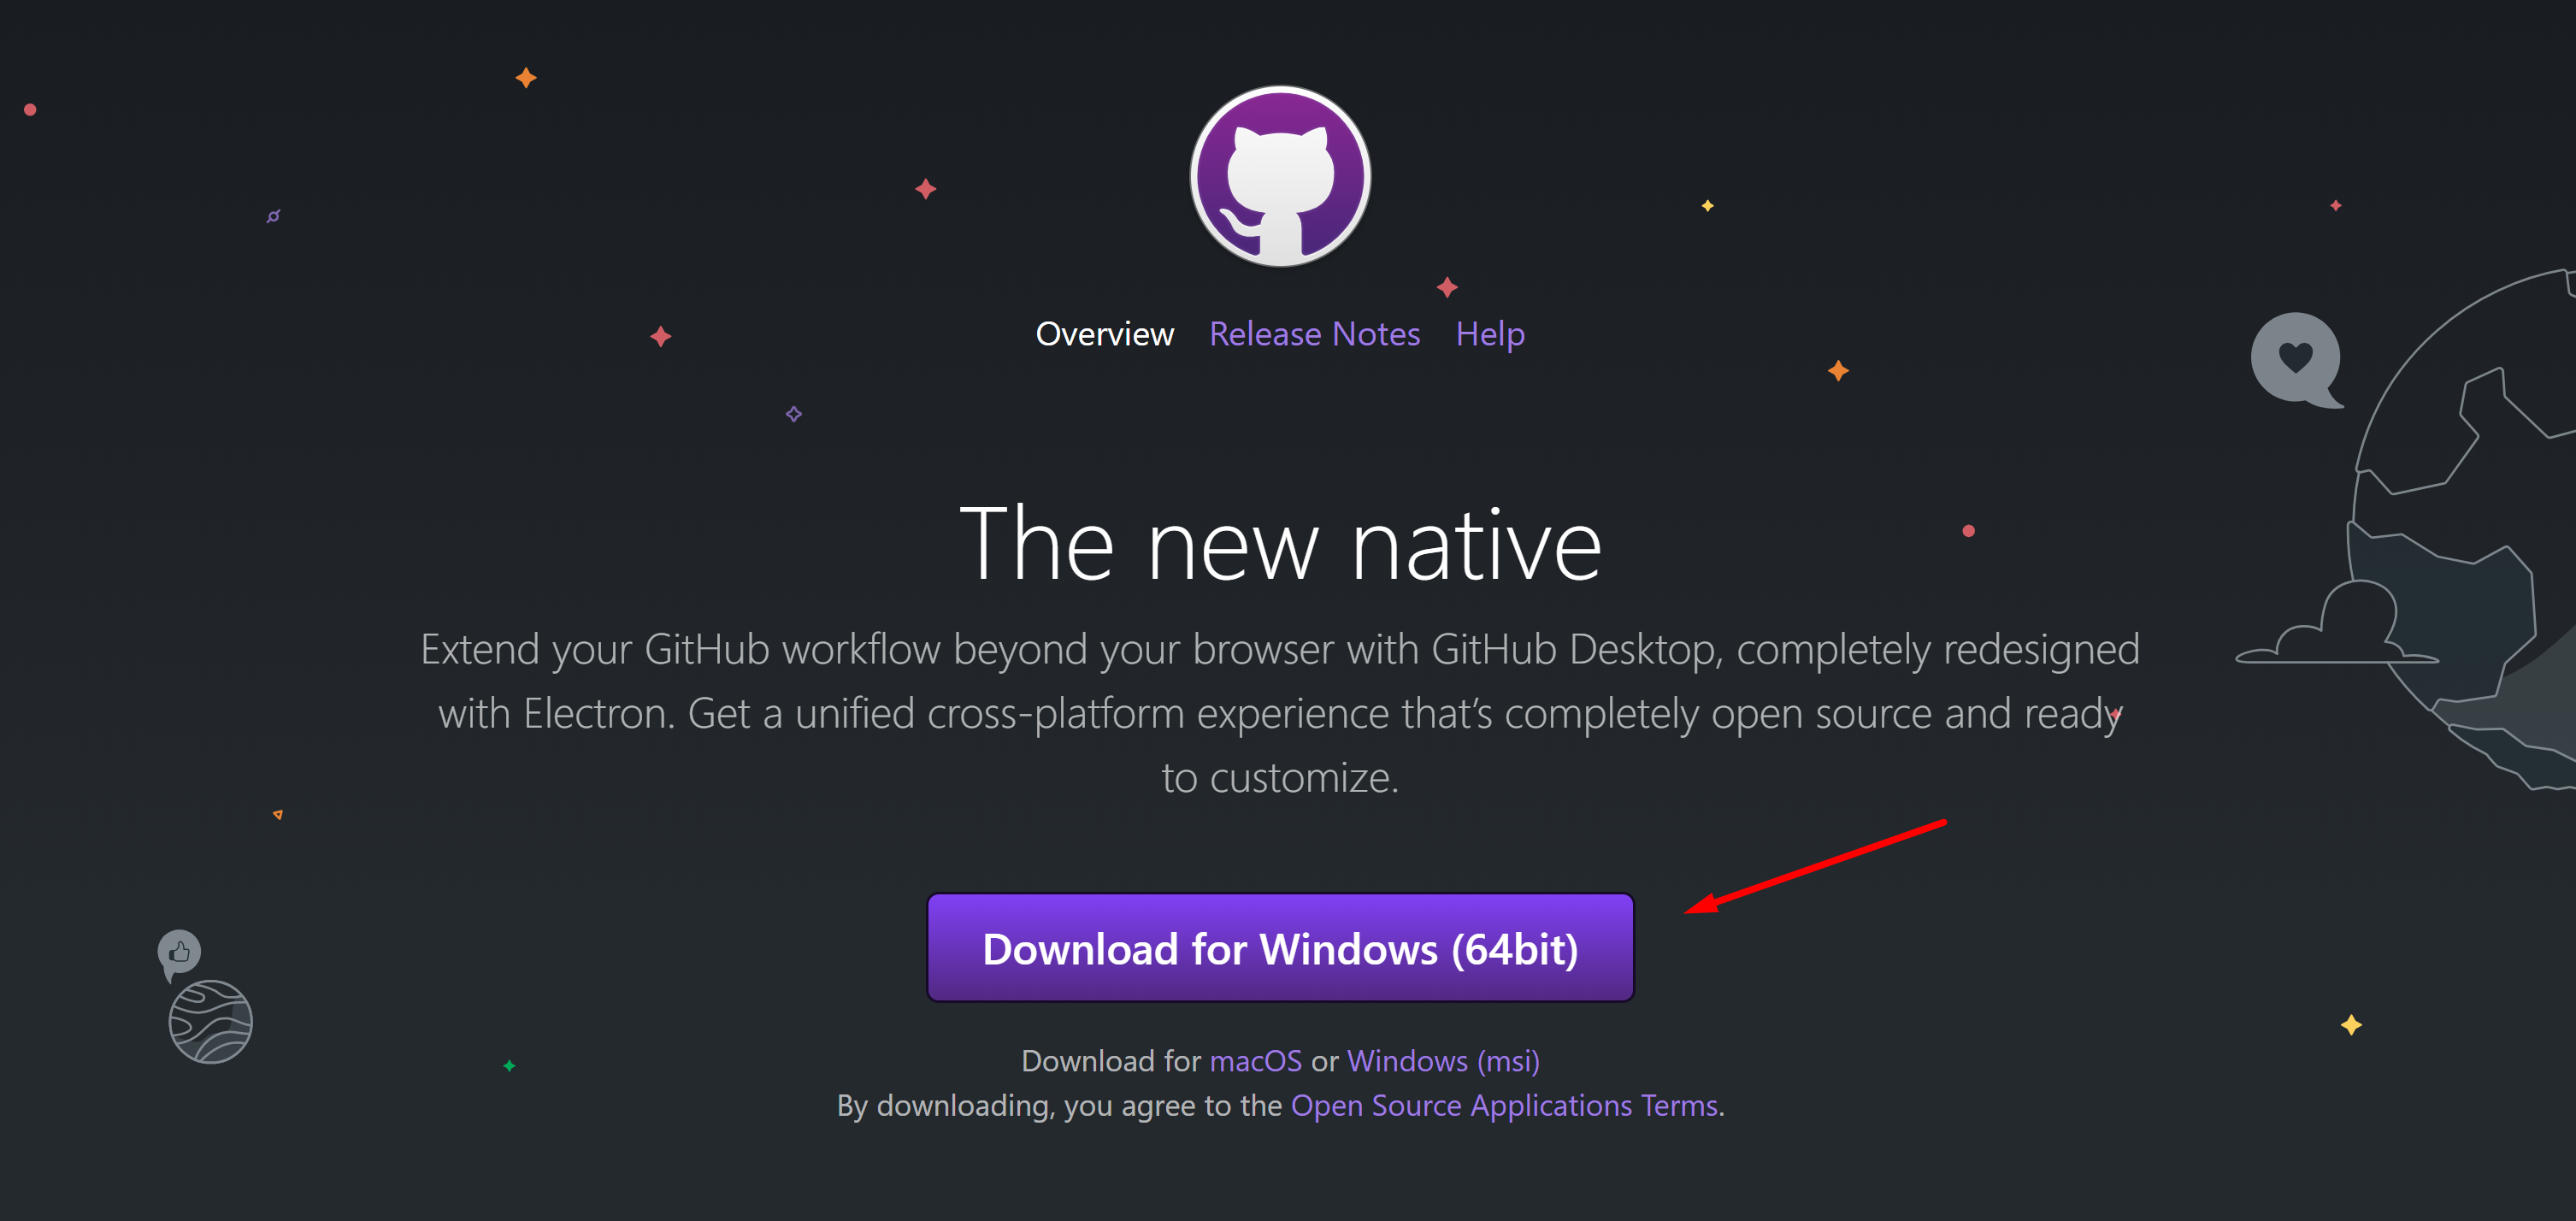 Overview Release Notes Help
The new native
Extend your GitHub workflow beyond your browser with GitHub Desktop, completely redesigned
with Electron. Get a unified cross-platform experience that’s completely open source and ready
to customize.
Download for Windows (64bit)
Download for macOS or Windows (msi)
By downloading, you agree to the Open Source Applications Terms.